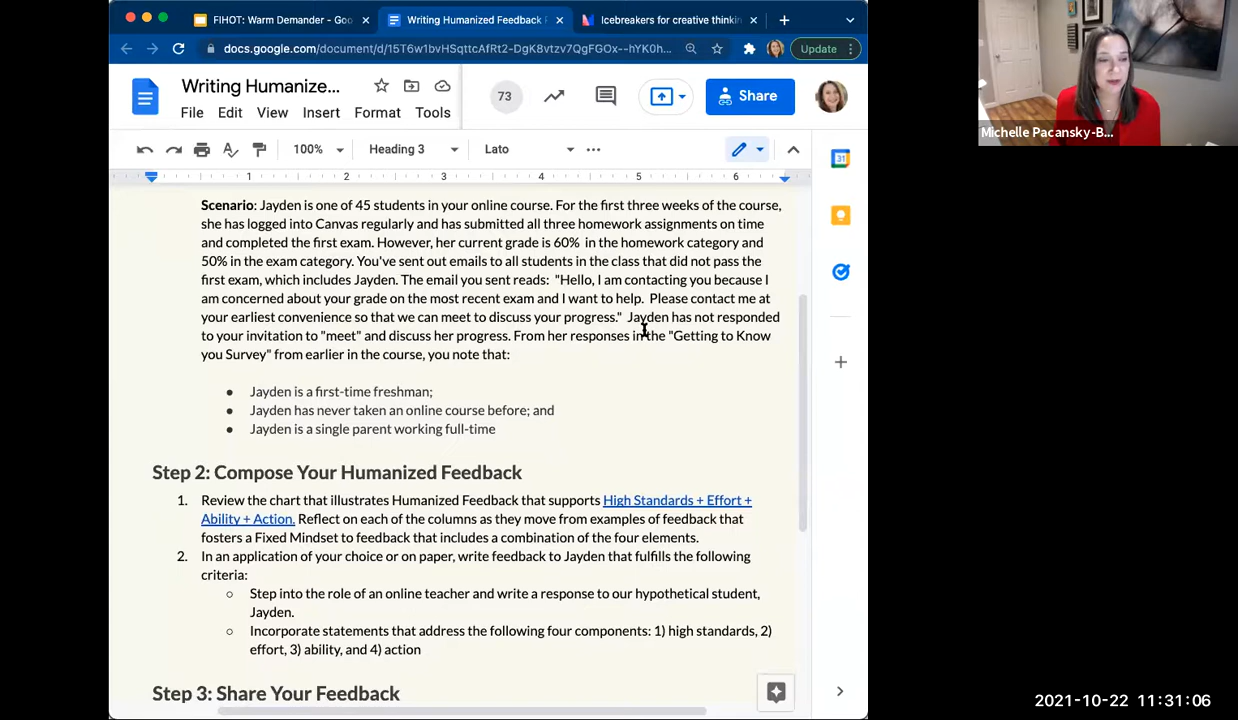 FIHOT: Warm Demander - Goo
Writing Humanized Feedback F
Icebreakers for creative thinkin
docs.google.com/document/d/15T6w1bvHSqttcAfRt2-DgK8vtzv7QgFGOx--hYK0h...
Update
Writing Humanize...
73
Share
File Edit View Insert Format Tools
100% Heading 3 Lato
1 2 3 4 5 6
31
Michelle Pacansky-B...
Scenario: Jayden is one of 45 students in your online course. For the first three weeks of the course,
she has logged into Canvas regularly and has submitted all three homework assignments on time
and completed the first exam. However, her current grade is 60% in the homework category and
50% in the exam category. You've sent out emails to all students in the class that did not pass the
first exam, which includes Jayden. The email you sent reads: "Hello, I am contacting you because I
am concerned about your grade on the most recent exam and I want to help. Please contact me at
your earliest convenience so that we can meet to discuss your progress." Jayden has not responded
to your invitation to "meet" and discuss her progress. From her responses in the "Getting to Know
you Survey" from earlier in the course, you note that:
● Jayden is a first-time freshman;
● Jayden has never taken an online course before; and
● Jayden is a single parent working full-time
Step 2: Compose Your Humanized Feedback
1. Review the chart that illustrates Humanized Feedback that supports High Standards + Effort +
Ability + Action. Reflect on each of the columns as they move from examples of feedback that
fosters a Fixed Mindset to feedback that includes a combination of the four elements.
2. In an application of your choice or on paper, write feedback to Jayden that fulfills the following
criteria:
○ Step into the role of an online teacher and write a response to our hypothetical student,
Jayden.
○ Incorporate statements that address the following four components: 1) high standards, 2)
effort, 3) ability, and 4) action
Step 3: Share Your Feedback
2021-10-22 11:31:06